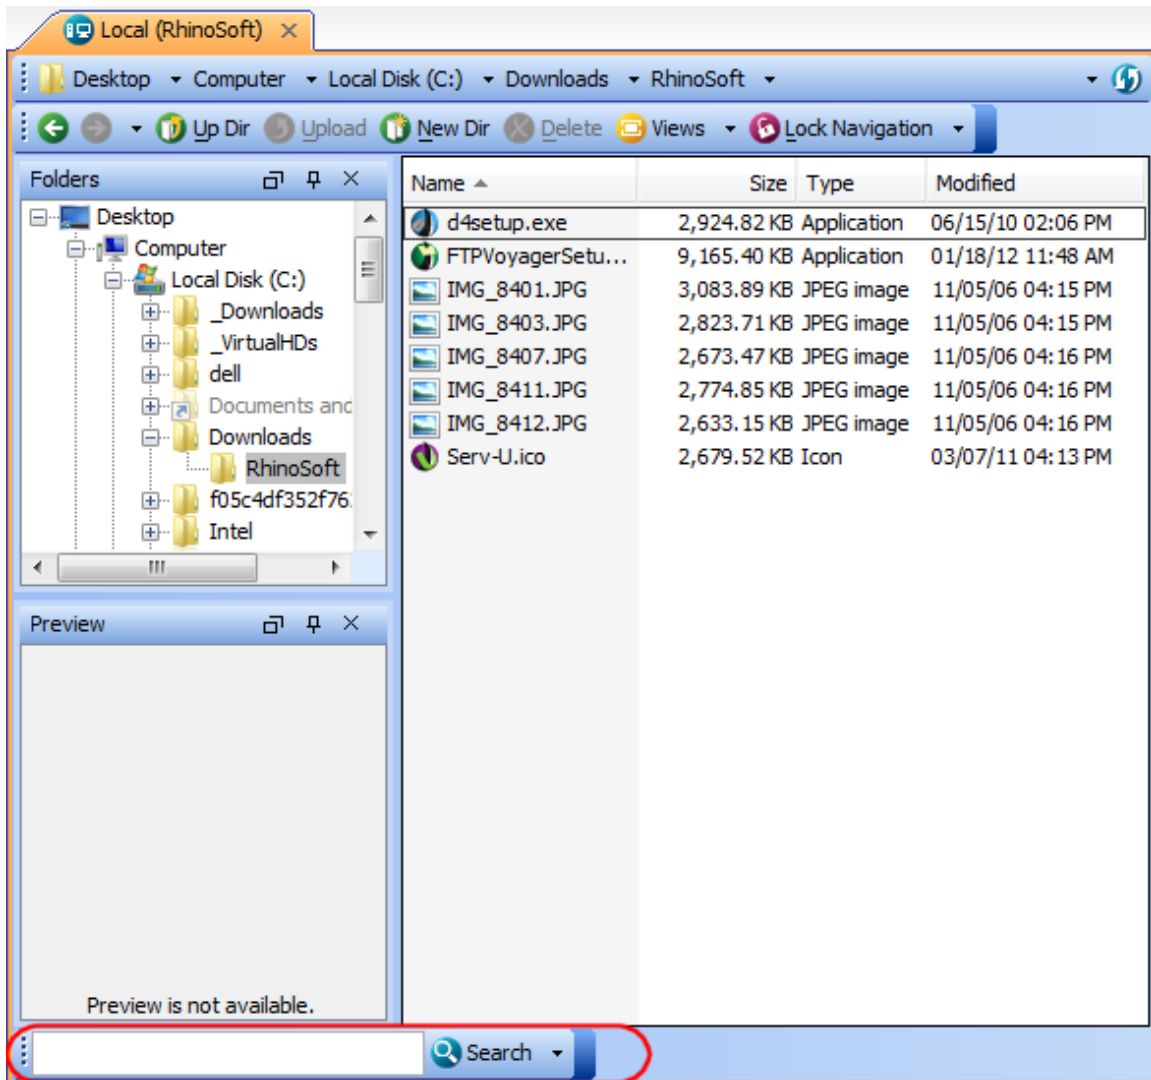 Local (RhinoSoft)
Desktop Computer Local Disk (C:) Downloads RhinoSoft
Up Dir Upload New Dir Delete Views Lock Navigation
Folders
Desktop
Computer
Local Disk (C:)
_Downloads
_VirtualHDs
dell
Documents and
Downloads
RhinoSoft
f05c4df352f76
Intel
Name Size Type Modified
d4setup.exe 2,924.82 KB Application 06/15/10 02:06 PM
FTPVoyagerSetu... 9,165.40 KB Application 01/18/12 11:48 AM
IMG_8401.JPG 3,083.89 KB JPEG image 11/05/06 04:15 PM
IMG_8403.JPG 2,823.71 KB JPEG image 11/05/06 04:15 PM
IMG_8407.JPG 2,673.47 KB JPEG image 11/05/06 04:16 PM
IMG_8411.JPG 2,774.85 KB JPEG image 11/05/06 04:16 PM
IMG_8412.JPG 2,633.15 KB JPEG image 11/05/06 04:16 PM
Serv-U.ico 2,679.52 KB Icon 03/07/11 04:13 PM
Preview
Preview is not available.
Search